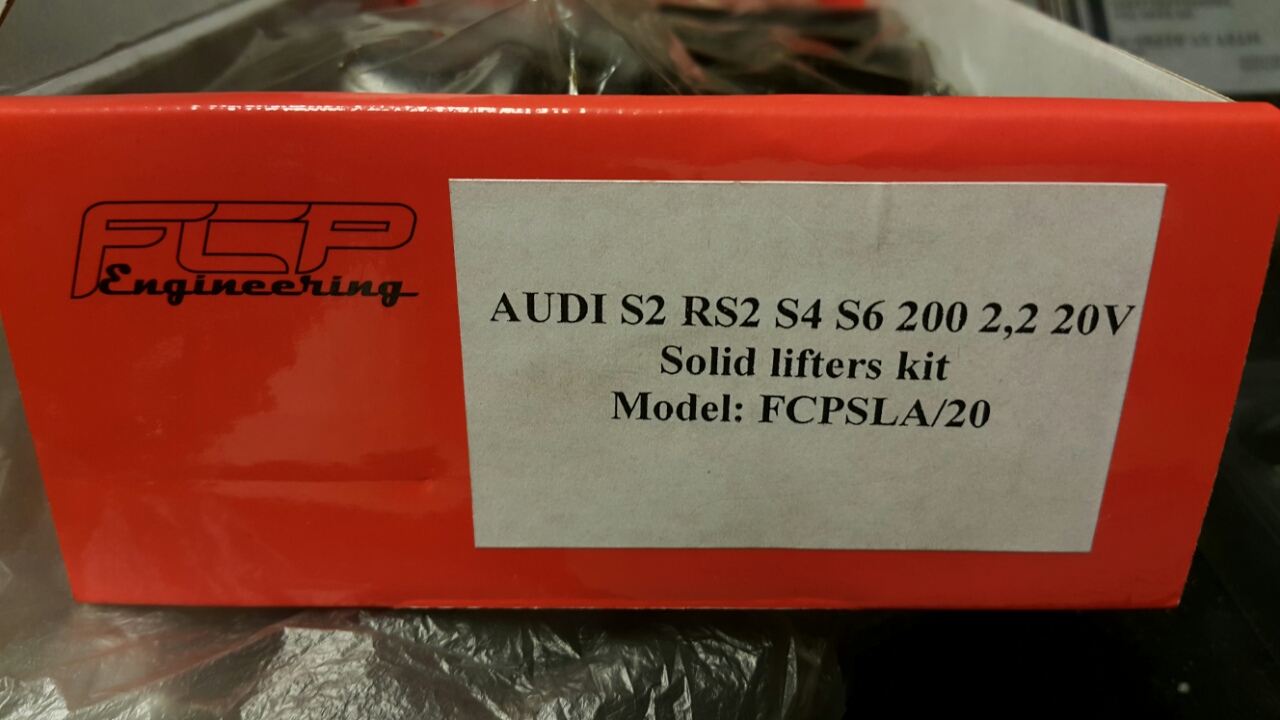 FCP
Engineering
AUDI S2 RS2 S4 S6 200 2,2 20V
Solid lifters kit
Model: FCPSLA/20